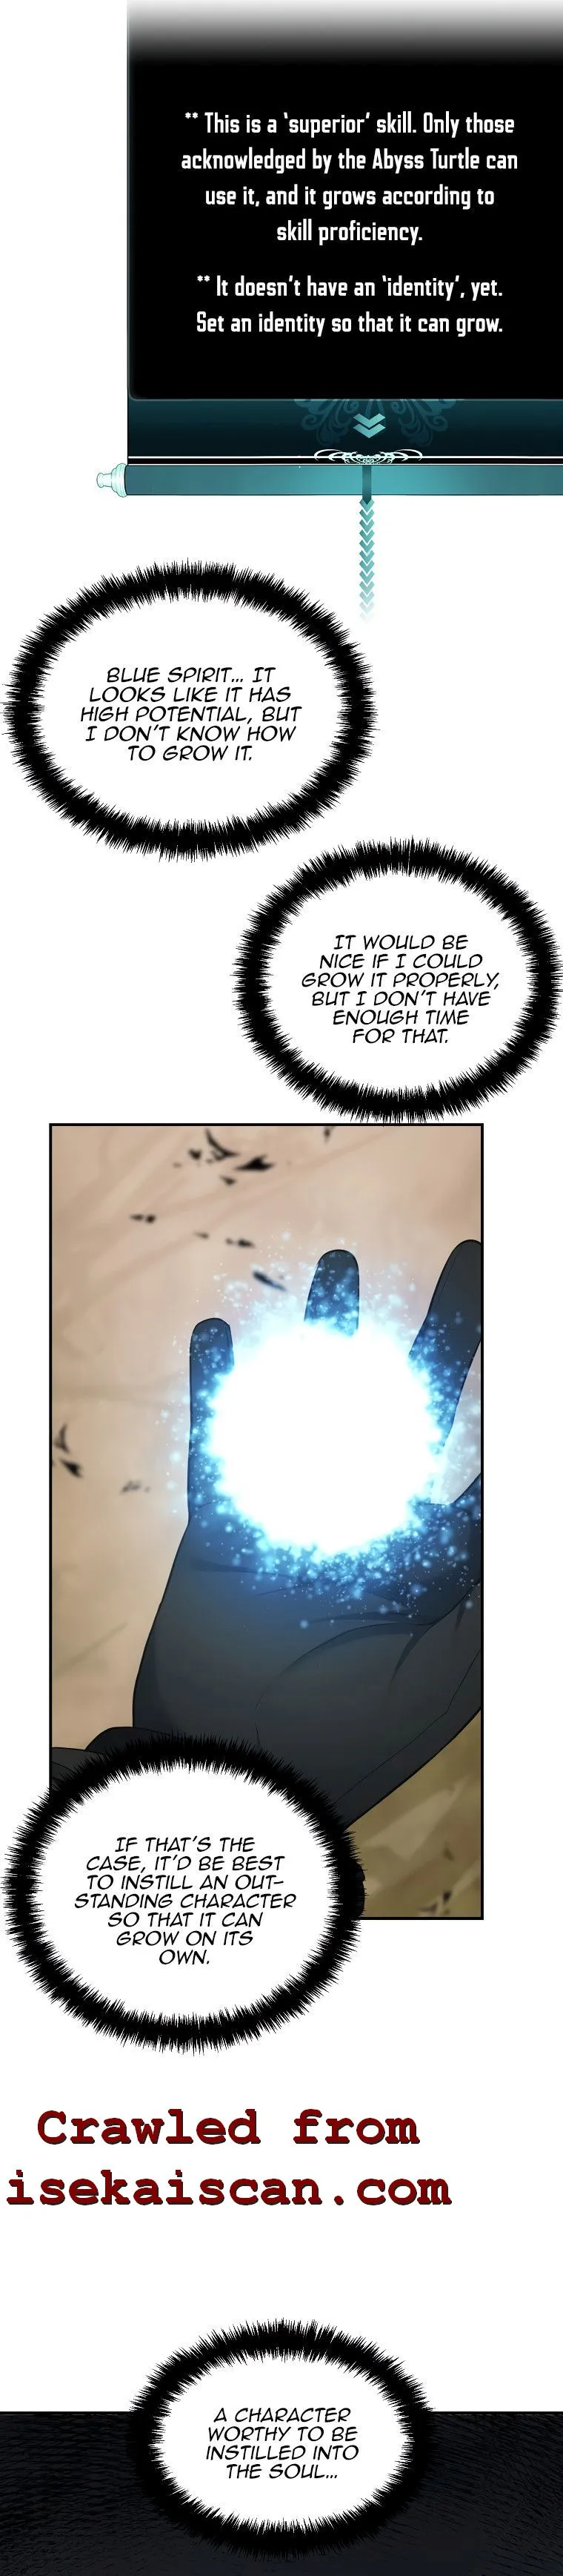 ** This is a 'superior' skill. Only those
acknowledged by the Abyss Turtle can
use it, and it grows according to
skill proficiency.
** It doesn't have an 'identity', yet.
Set an identity so that it can grow.
BLUE SPIRIT... IT
LOOKS LIKE IT HAS
HIGH POTENTIAL, BUT
I DON'T KNOW HOW
TO GROW IT.
IT WOULD BE
NICE IF I COULD
GROW IT PROPERLY,
BUT I DON'T HAVE
ENOUGH TIME
FOR THAT.
IF THAT'S THE
CASE, IT'D BE BEST
TO INSTILL AN OUT-
STANDING CHARACTER
SO THAT IT CAN
GROW ON ITS
OWN.
Crawled from
isekaiscan.com
A CHARACTER
WORTHY TO BE
INSTILLED INTO
THE SOUL...